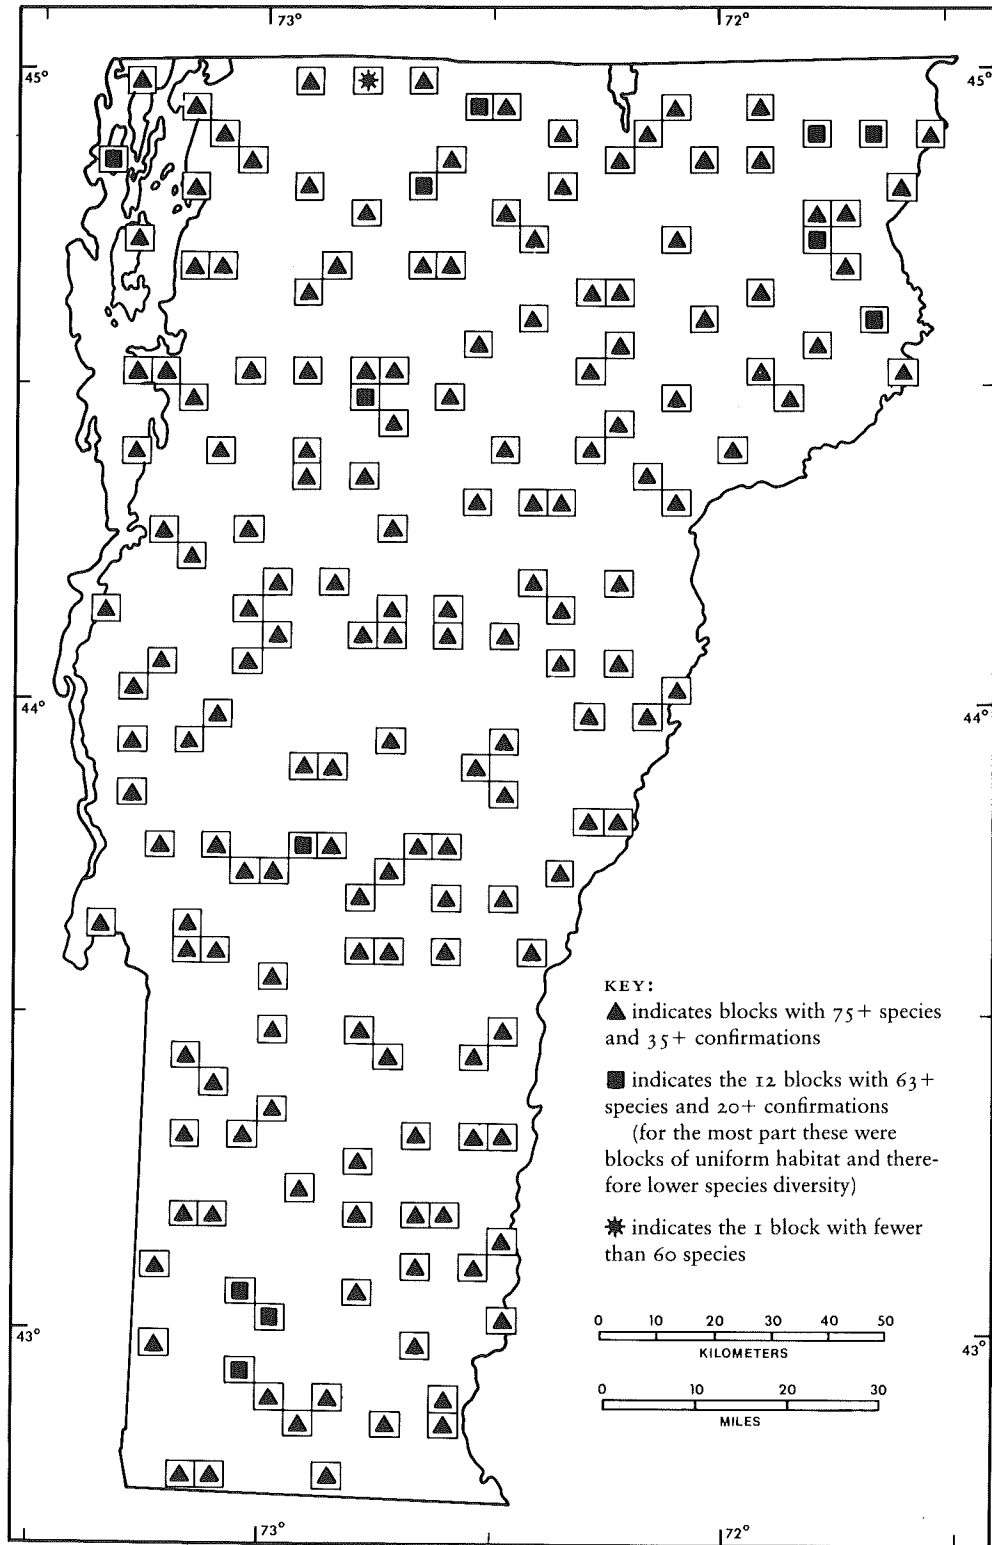 73° 72°
45° 45°
44° 44°
KEY:
▲ indicates blocks with 75+ species
and 35+ confirmations
■ indicates the 12 blocks with 63+
species and 20+ confirmations
(for the most part these were
blocks of uniform habitat and there-
fore lower species diversity)
✷ indicates the 1 block with fewer
than 60 species
0 10 20 30 40 50
KILOMETERS
43° 43°
0 10 20 30
MILES
73° 72°